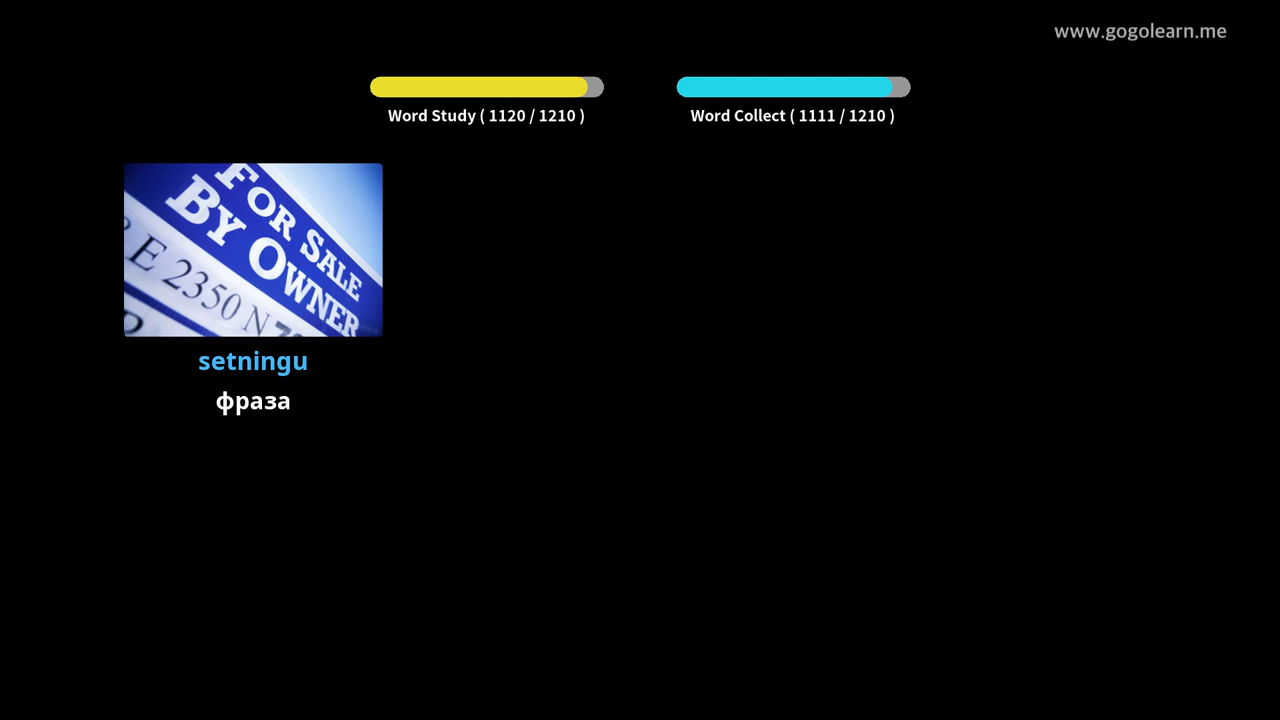 www.gogolearn.me
Word Study ( 1120 / 1210 )
Word Collect ( 1111 / 1210 )
FOR SALE
BY OWNER
E 2350 N
setningu
фраза